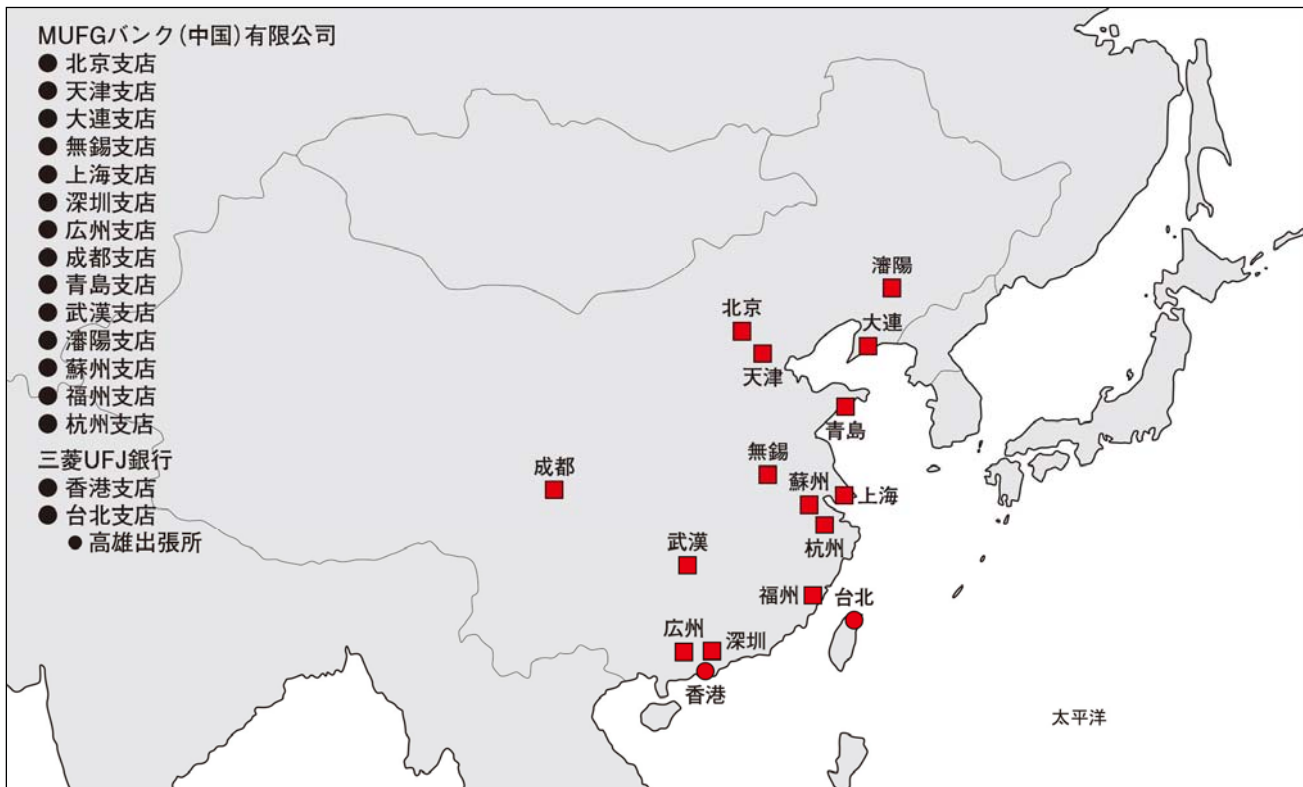 MUFGバンク(中国)有限公司
● 北京支店
● 天津支店
● 大連支店
● 無錫支店
● 上海支店
● 深圳支店
● 広州支店
● 成都支店
● 青島支店
● 武漢支店
● 瀋陽支店
● 蘇州支店
● 福州支店
● 杭州支店
三菱UFJ銀行
● 香港支店
● 台北支店
● 高雄出張所
瀋陽
北京
大連
天津
青島
無錫
成都
蘇州
上海
杭州
武漢
福州
台北
広州
深圳
香港
太平洋